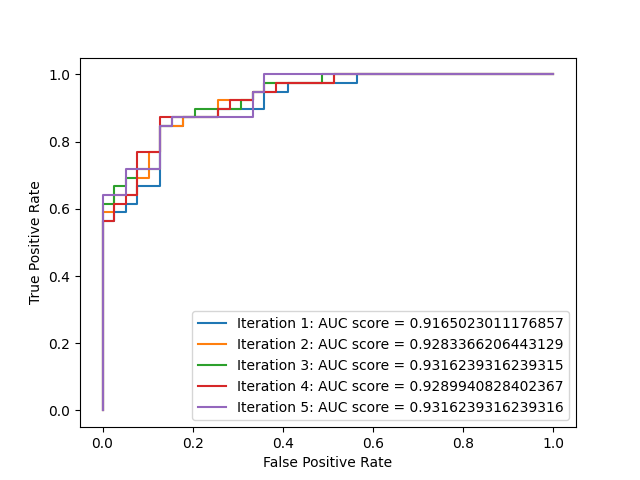 1.0
0.8
0.6
0.4
0.2
0.0
True Positive Rate
Iteration 1: AUC score = 0.9165023011176857
Iteration 2: AUC score = 0.9283366206443129
Iteration 3: AUC score = 0.9316239316239315
Iteration 4: AUC score = 0.9289940828402367
Iteration 5: AUC score = 0.9316239316239316
0.0 0.2 0.4 0.6 0.8 1.0
False Positive Rate